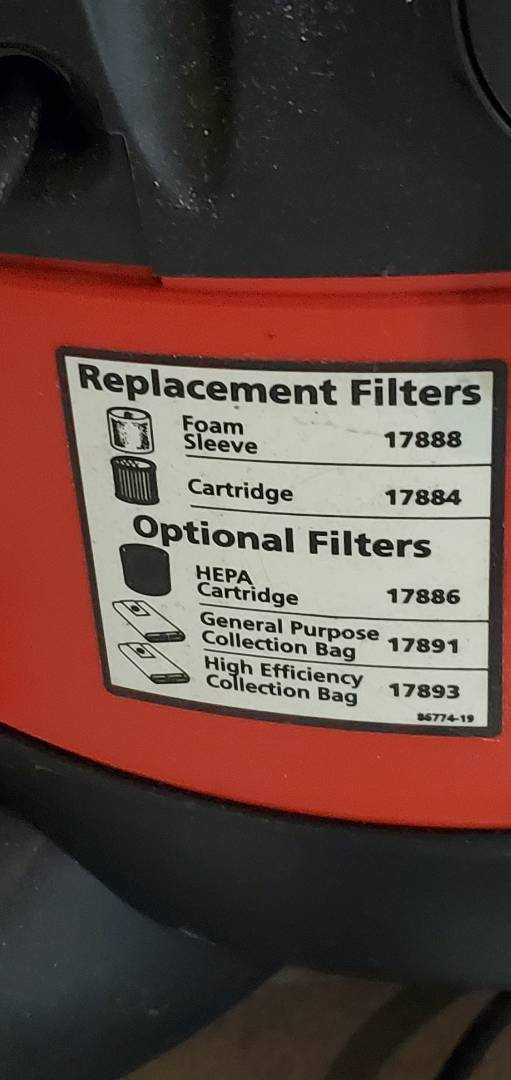 Replacement Filters
Foam
Sleeve 17888
Cartridge 17884
Optional Filters
HEPA
Cartridge 17886
General Purpose
Collection Bag 17891
High Efficiency
Collection Bag 17893
86774-19